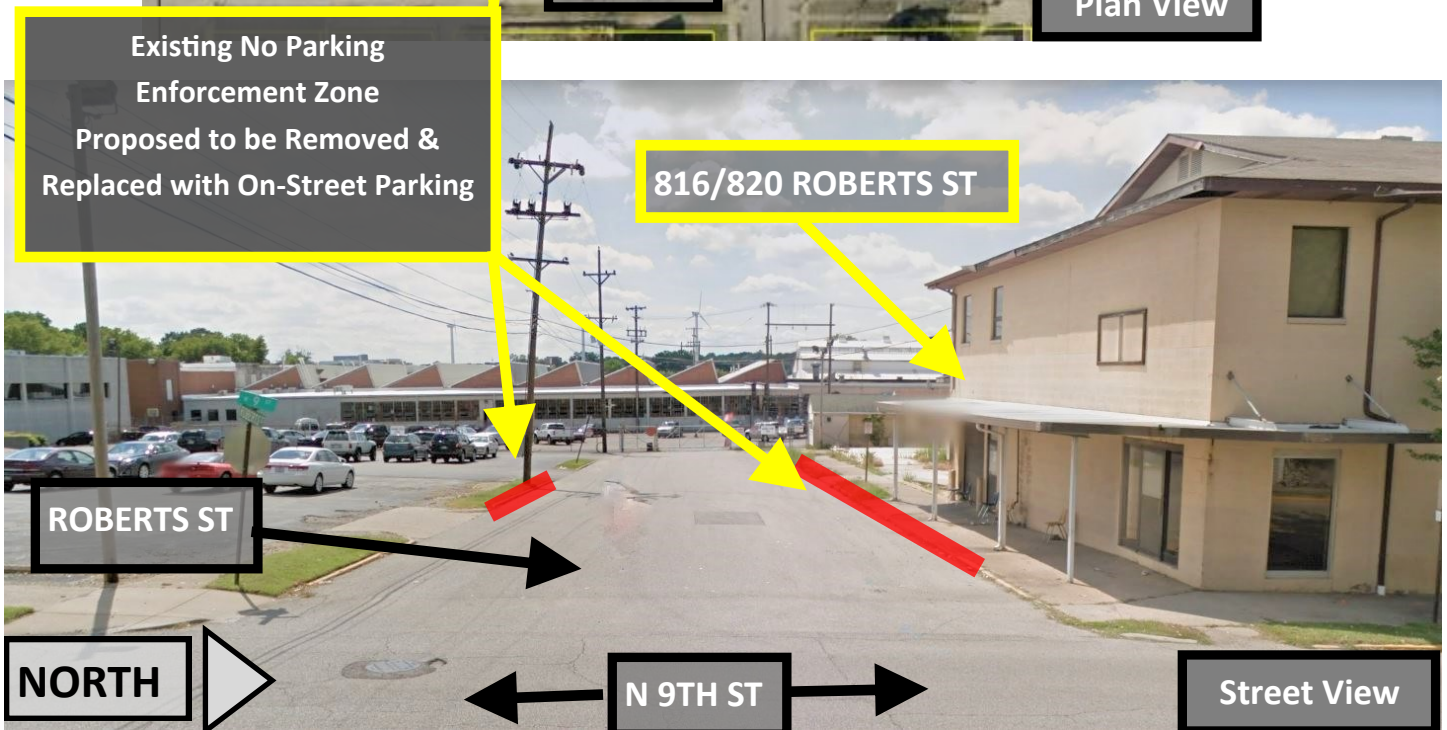 Plan View
Existing No Parking
Enforcement Zone
Proposed to be Removed &
Replaced with On-Street Parking
816/820 ROBERTS ST
ROBERTS ST
NORTH
N 9TH ST
Street View